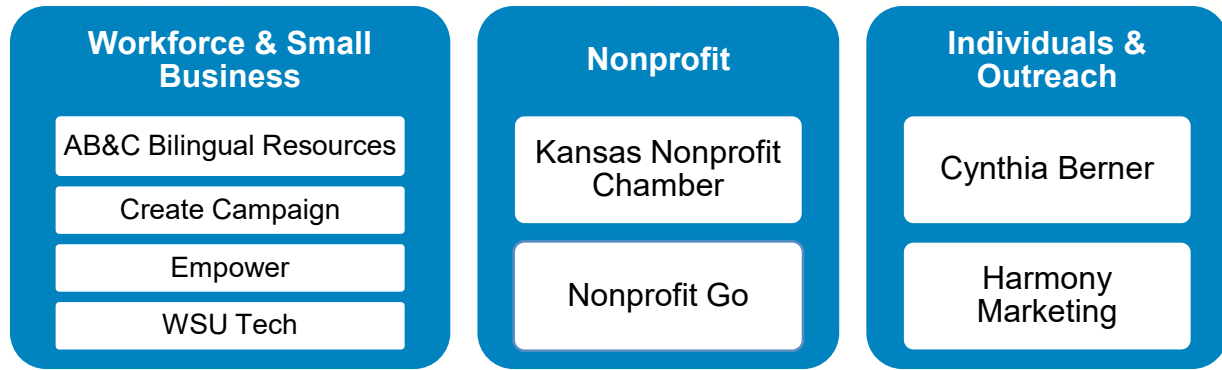 Workforce & Small
Business
AB&C Bilingual Resources
Create Campaign
Empower
WSU Tech
Nonprofit
Kansas Nonprofit
Chamber
Nonprofit Go
Individuals &
Outreach
Cynthia Berner
Harmony
Marketing